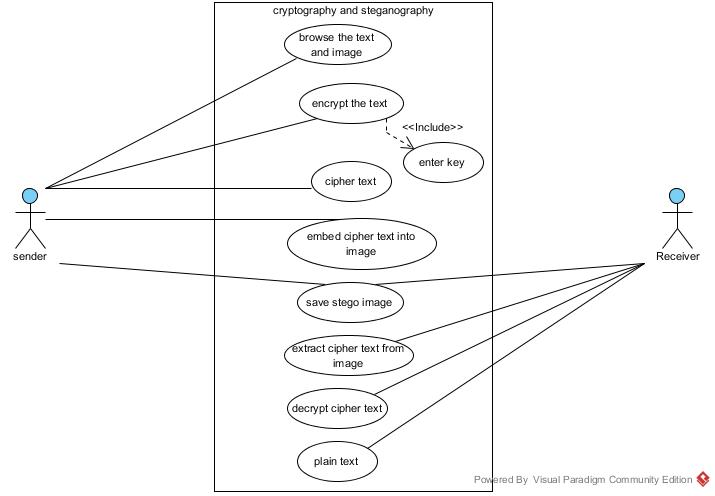 cryptography and steganography
browse the text
and image
encrypt the text
<<Include>>
enter key
cipher text
embed cipher text into
image
sender
Receiver
save stego image
extract cipher text from
image
decrypt cipher text
plain text
Powered By Visual Paradigm Community Edition